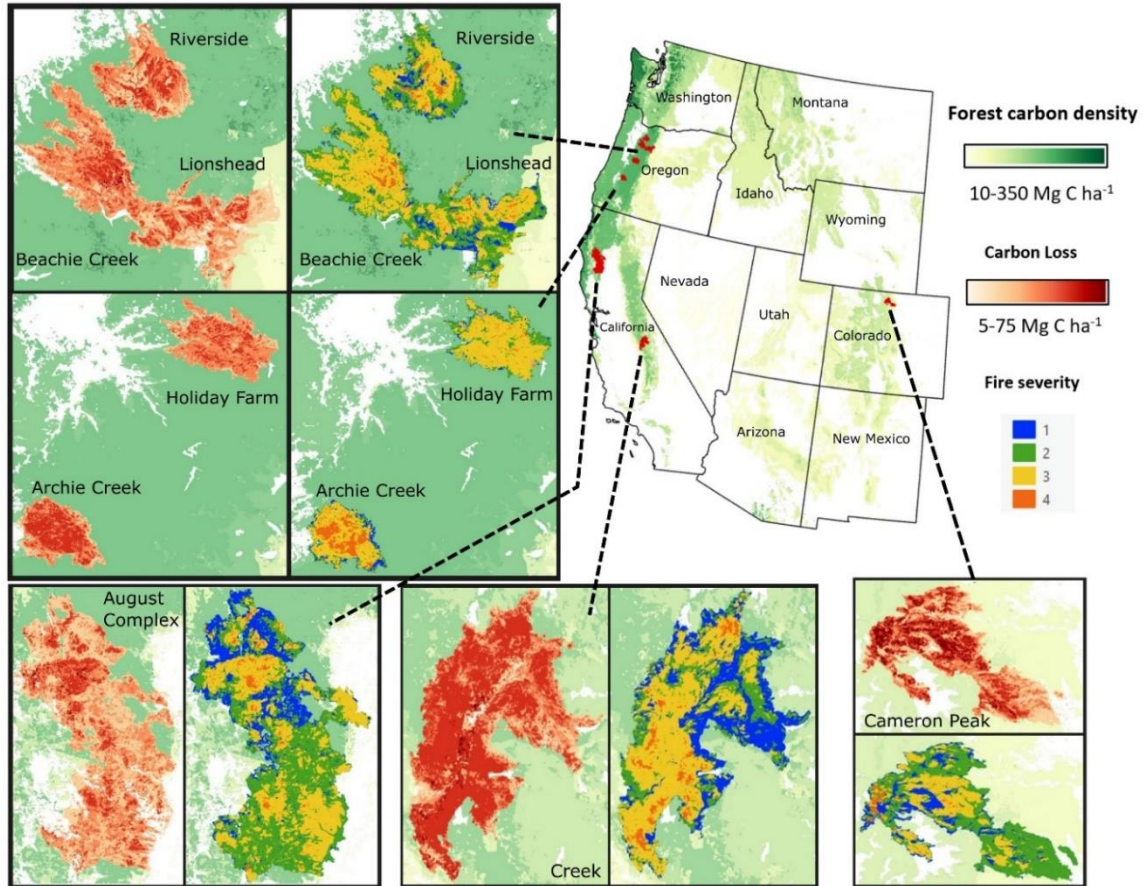 Riverside
Lionshead
Beachie Creek
Riverside
Lionshead
Beachie Creek
Holiday Farm
Archie Creek
Holiday Farm
Archie Creek
Washington
Montana
Oregon
Idaho
Wyoming
Nevada
Utah
Colorado
California
Arizona
New Mexico
Forest carbon density
10-350 Mg C ha⁻¹
Carbon Loss
5-75 Mg C ha⁻¹
Fire severity
1
2
3
4
August
Complex
Creek
Cameron Peak